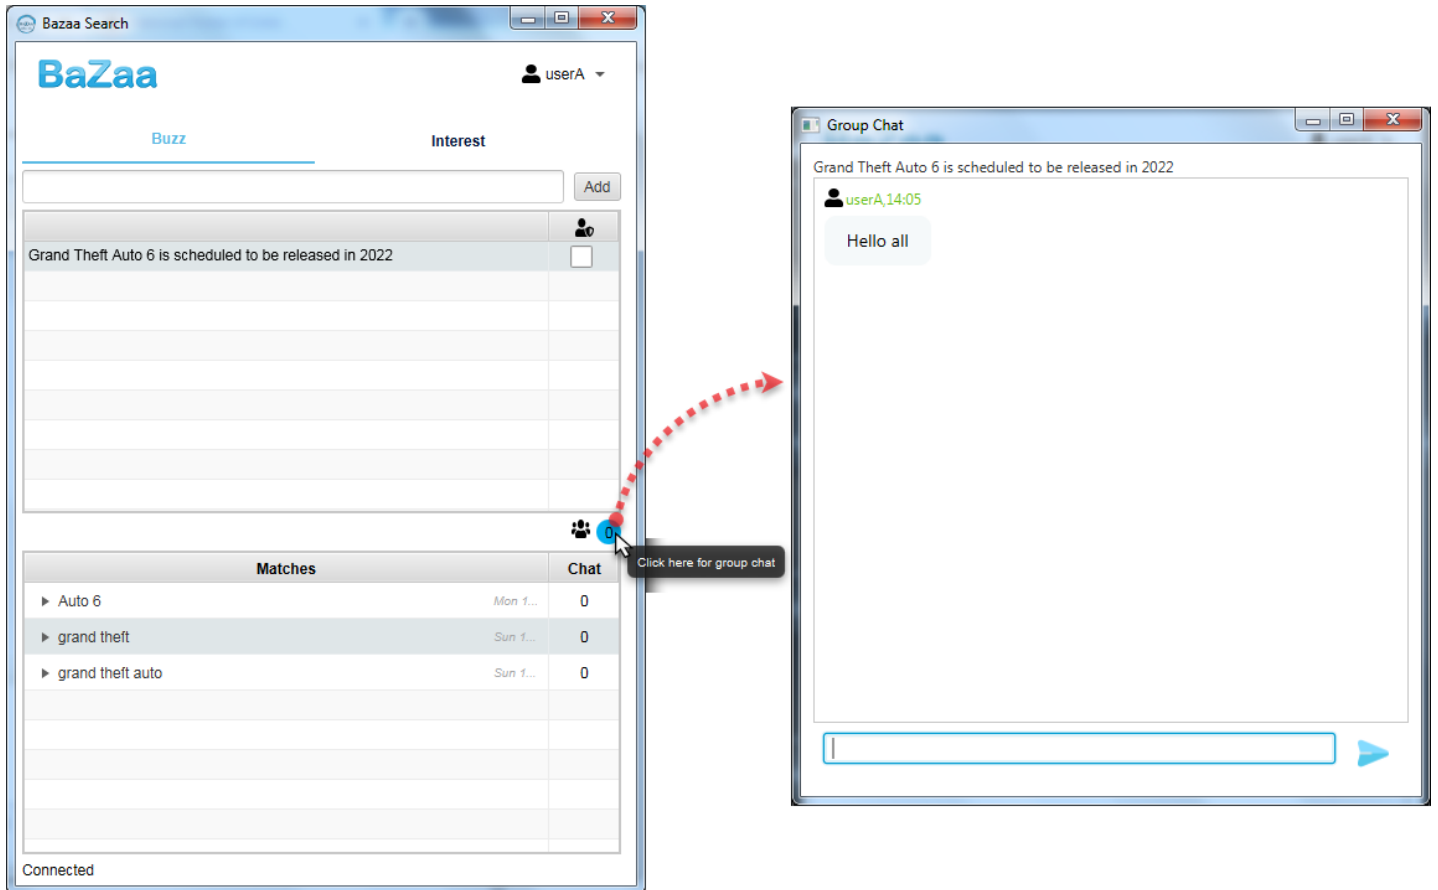 Bazaa Search
BaZaa
userA
Buzz
Interest
Add
Grand Theft Auto 6 is scheduled to be released in 2022
0
Click here for group chat
Matches
Chat
Auto 6
Mon 1...
0
grand theft
Sun 1...
0
grand theft auto
Sun 1...
0
Connected
Group Chat
Grand Theft Auto 6 is scheduled to be released in 2022
userA,14:05
Hello all